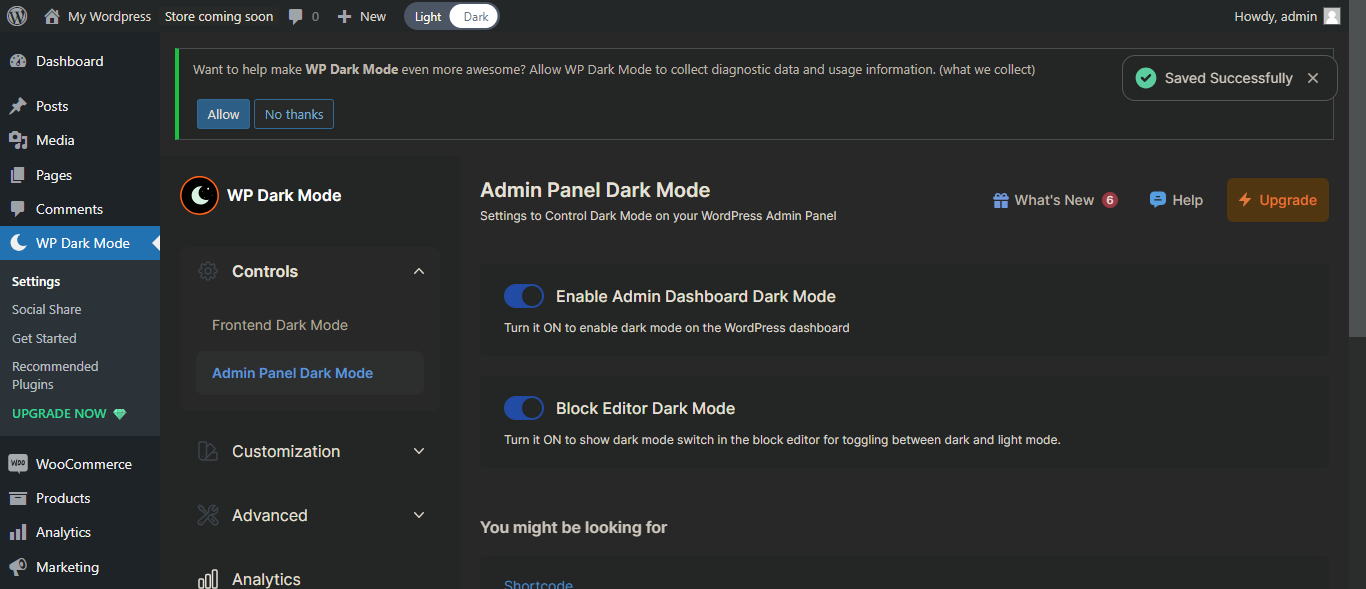 My Wordpress
Store coming soon
0
New
Light
Dark
Howdy, admin
Dashboard
Posts
Media
Pages
Comments
WP Dark Mode
Settings
Social Share
Get Started
Recommended
Plugins
UPGRADE NOW
WOO
WooCommerce
Products
Analytics
Marketing
Want to help make WP Dark Mode even more awesome? Allow WP Dark Mode to collect diagnostic data and usage information. (what we collect)
Allow
No thanks
Saved Successfully
WP Dark Mode
Controls
Frontend Dark Mode
Admin Panel Dark Mode
Customization
Advanced
Analytics
Admin Panel Dark Mode
Settings to Control Dark Mode on your WordPress Admin Panel
What's New
6
Help
Upgrade
Enable Admin Dashboard Dark Mode
Turn it ON to enable dark mode on the WordPress dashboard
Block Editor Dark Mode
Turn it ON to show dark mode switch in the block editor for toggling between dark and light mode.
You might be looking for
Shortcode